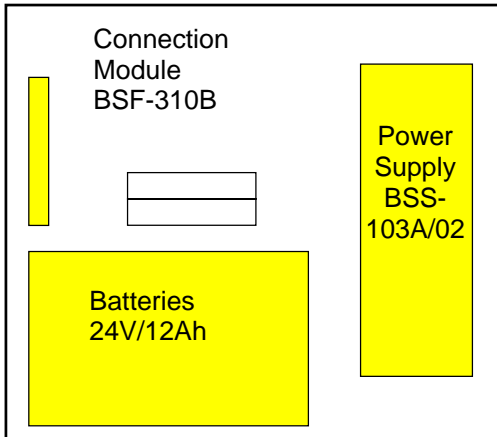 Connection
Module
BSF-310B
Power
Supply
BSS-
103A/02
Batteries
24V/12Ah